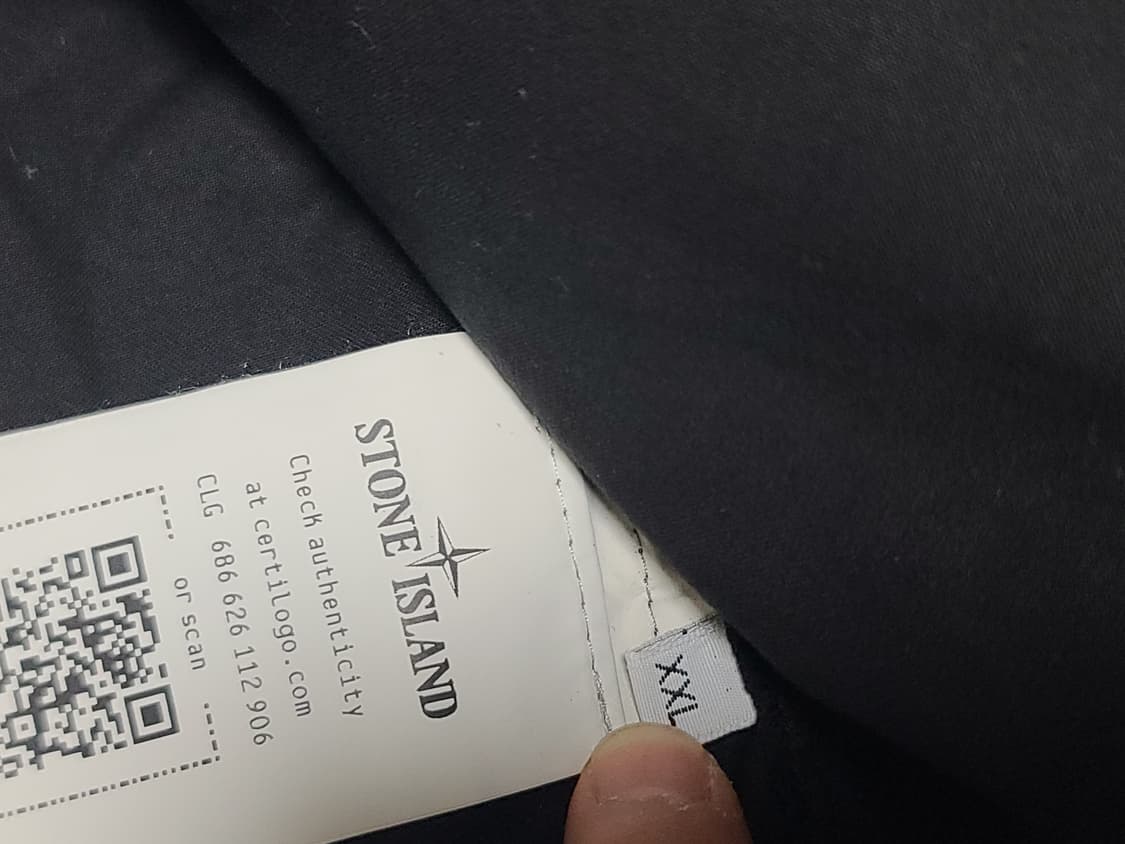 STONE ISLAND
Check authenticity
at certilogo.com
CLG 686 626 112 906
or scan
XXL